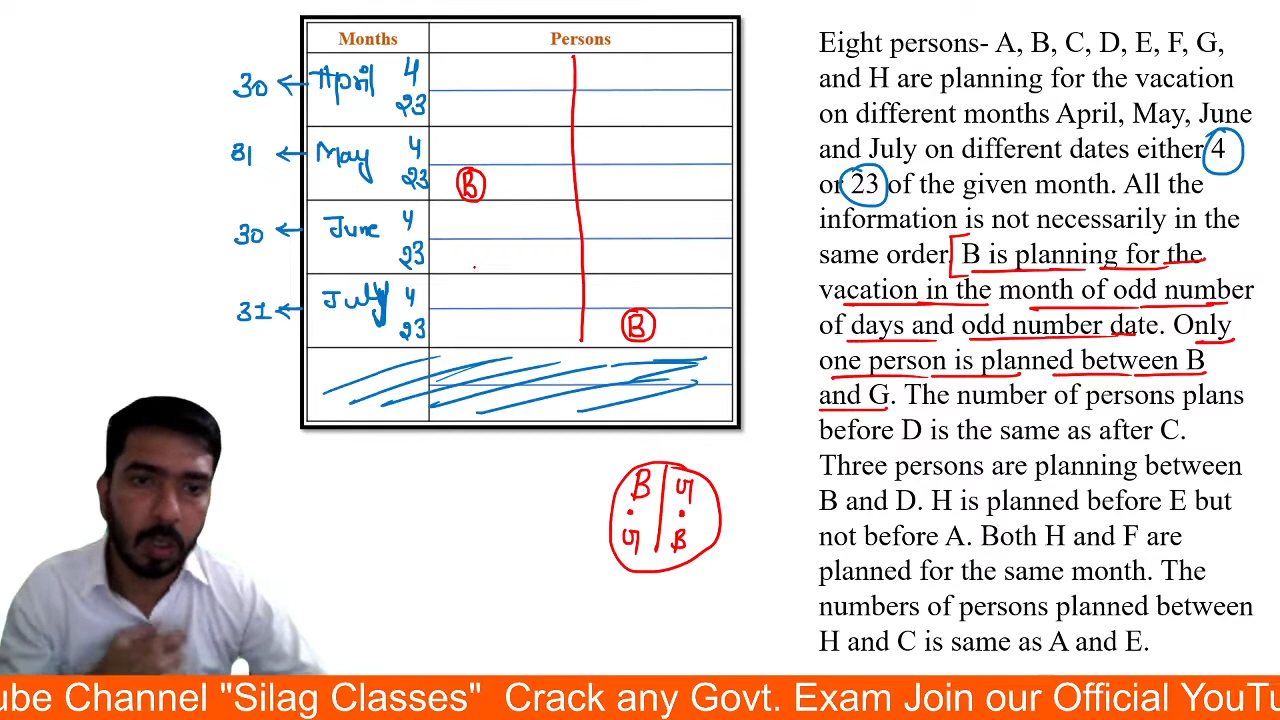 Months Persons
30 ← April 4
23
31 ← May 4
23 B
30 ← June 4
23
31 ← July 4
23 B
B G
G B
Eight persons- A, B, C, D, E, F, G,
and H are planning for the vacation
on different months April, May, June
and July on different dates either 4
or 23 of the given month. All the
information is not necessarily in the
same order. B is planning for the
vacation in the month of odd number
of days and odd number date. Only
one person is planned between B
and G. The number of persons plans
before D is the same as after C.
Three persons are planning between
B and D. H is planned before E but
not before A. Both H and F are
planned for the same month. The
numbers of persons planned between
H and C is same as A and E.
ube Channel "Silag Classes" Crack any Govt. Exam Join our Official YouTu